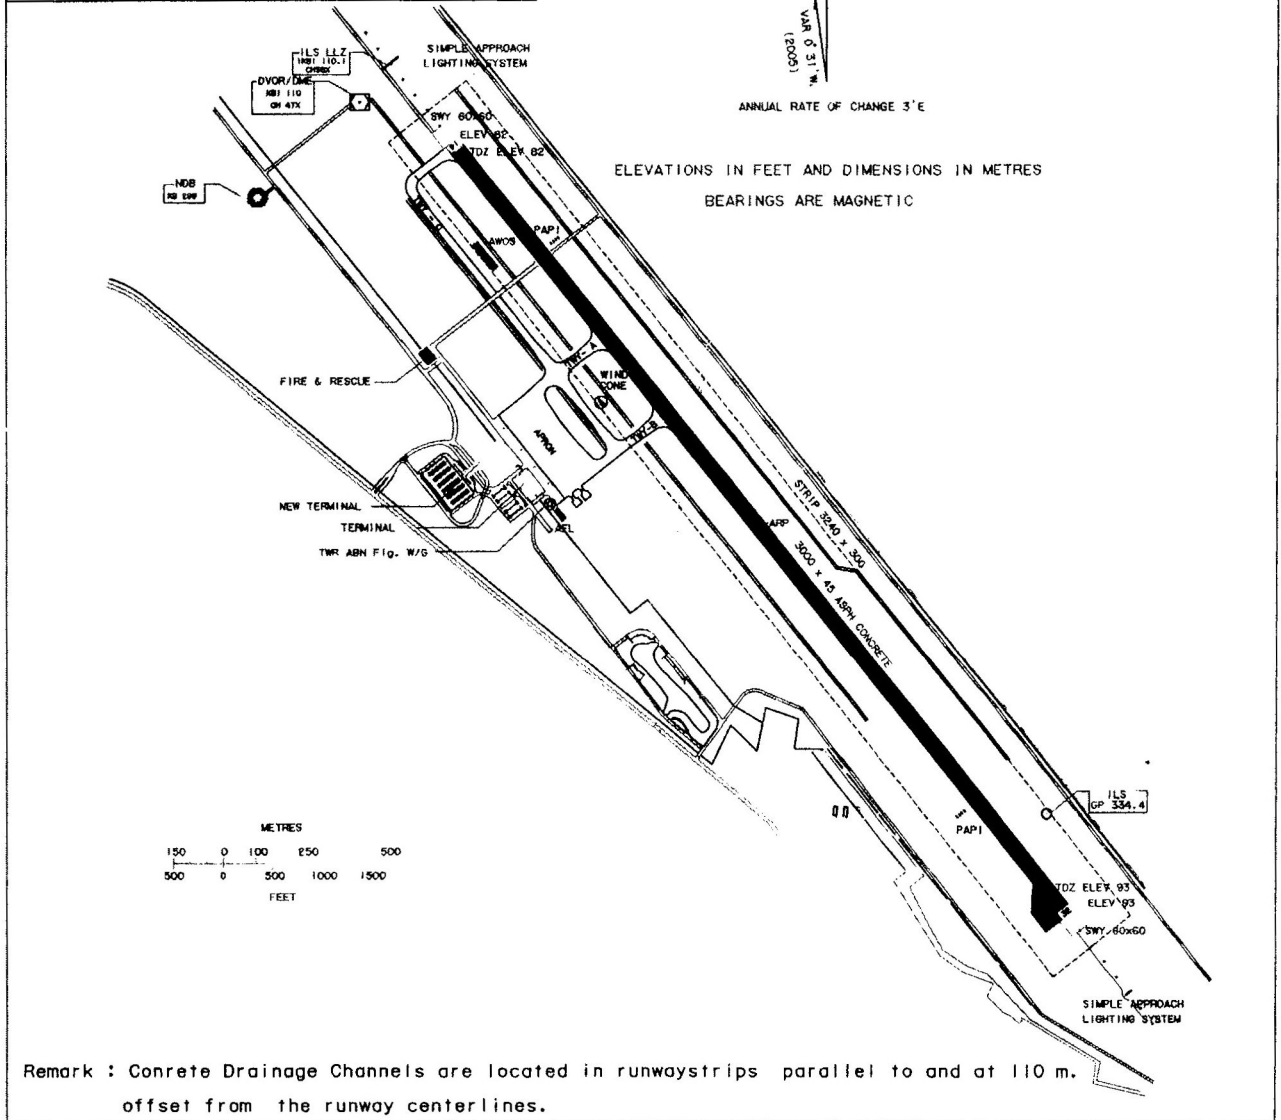 VAR 0°31'W.
(2005)
ANNUAL RATE OF CHANGE 3'E
ELEVATIONS IN FEET AND DIMENSIONS IN METRES
BEARINGS ARE MAGNETIC
ILS LLZ
CH38X
SIMPLE APPROACH
LIGHTING SYSTEM
DVOR/DME
KBI 110
CH 47X
SWY 60x60
ELEV 82
TDZ ELEV 82
NDB
AWOS
PAPI
FIRE & RESCUE
TWY- A
WIND
CONE
TWY-B
APRON
NEW TERMINAL
TERMINAL
TWR ABN Flg. W/G
AFL
STRIP 3240 x 300
ARP
3000 x 45 ASPH CONCRETE
ILS
GP 334.4
PAPI
TDZ ELEV 93
ELEV 93
SWY 60x60
SIMPLE APPROACH
LIGHTING SYSTEM
METRES
150 0 100 250 500
500 0 500 1000 1500
FEET
Remark : Conrete Drainage Channels are located in runwaystrips parallel to and at 110 m.
offset from the runway centerlines.